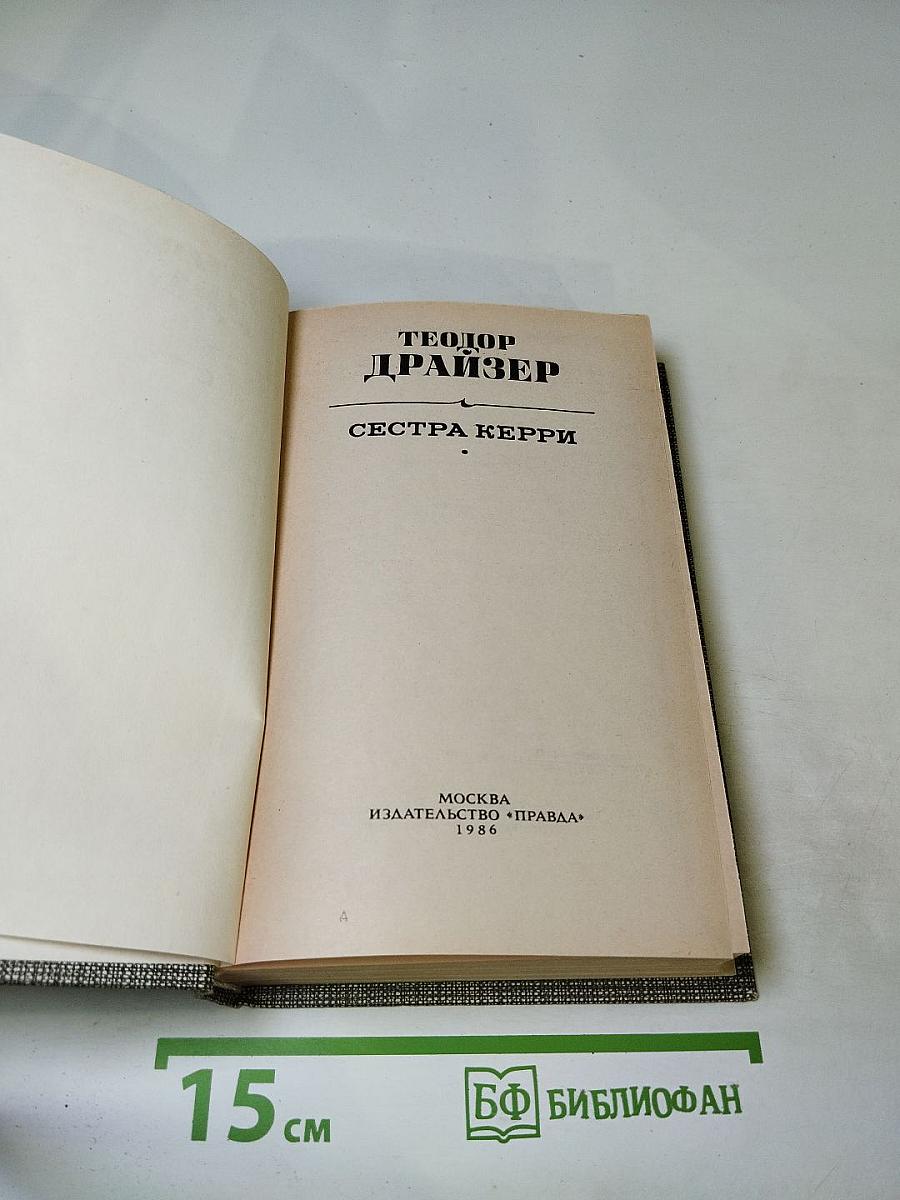 ТЕОДОР
ДРАЙЗЕР
СЕСТРА КЕРРИ
МОСКВА
ИЗДАТЕЛЬСТВО «ПРАВДА»
1986
А
15 см
БФ БИБЛИОФАН